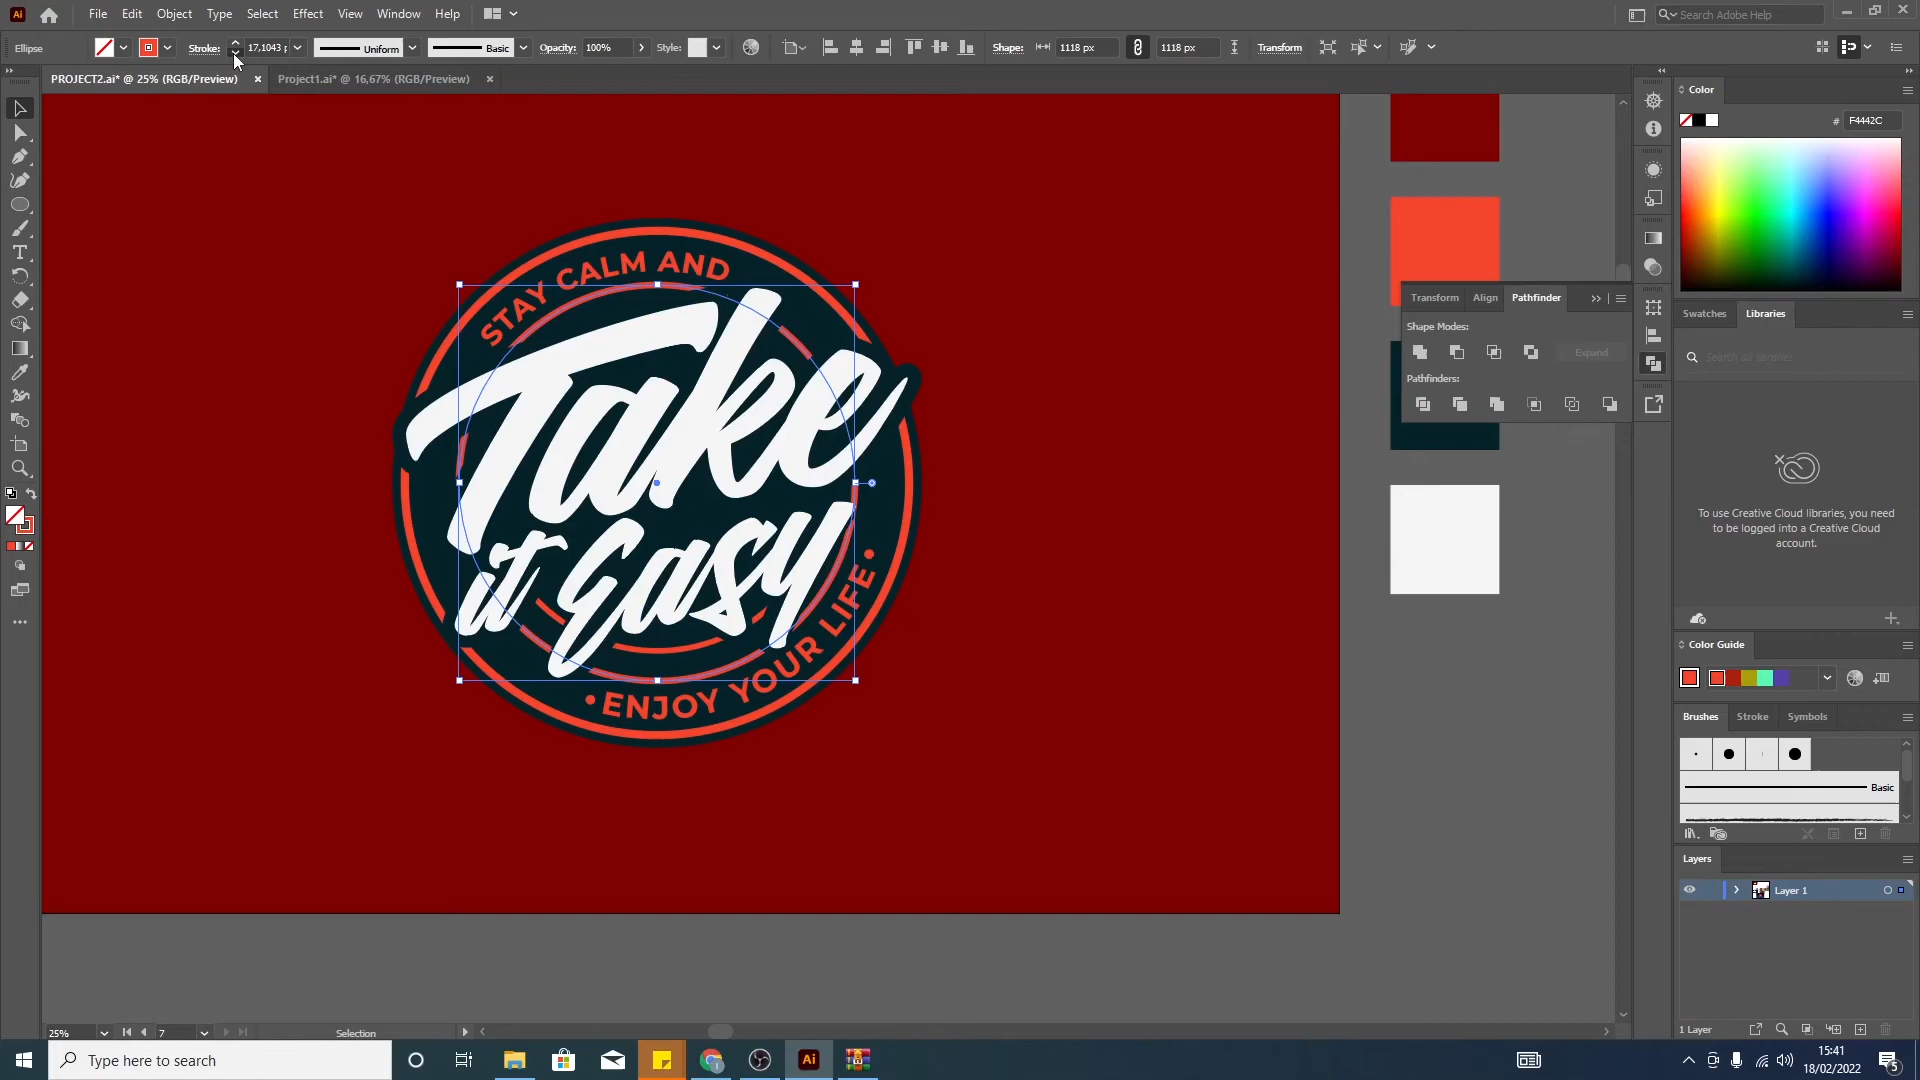 Ai File Edit Object Type Select Effect View Window Help Search Adobe Help
Ellipse Stroke: 17,1043 p Uniform Basic Opacity: 100% Style: Shape: 1118 px 1118 px Transform
PROJECT2.ai* @ 25% (RGB/Preview) Project1.ai* @ 16,67% (RGB/Preview)
Color
# F4442C
STAY CALM AND
Take
it Easy
• ENJOY YOUR LIFE •
Transform Align Pathfinder
Shape Modes:
Expand
Pathfinders:
Swatches Libraries
Search all libraries
To use Creative Cloud libraries, you need
to be logged into a Creative Cloud
account.
Color Guide
Brushes Stroke Symbols
Basic
Layers
Layer 1
1 Layer
25% 7 Selection
Type here to search
Ai
15:41
18/02/2022
5